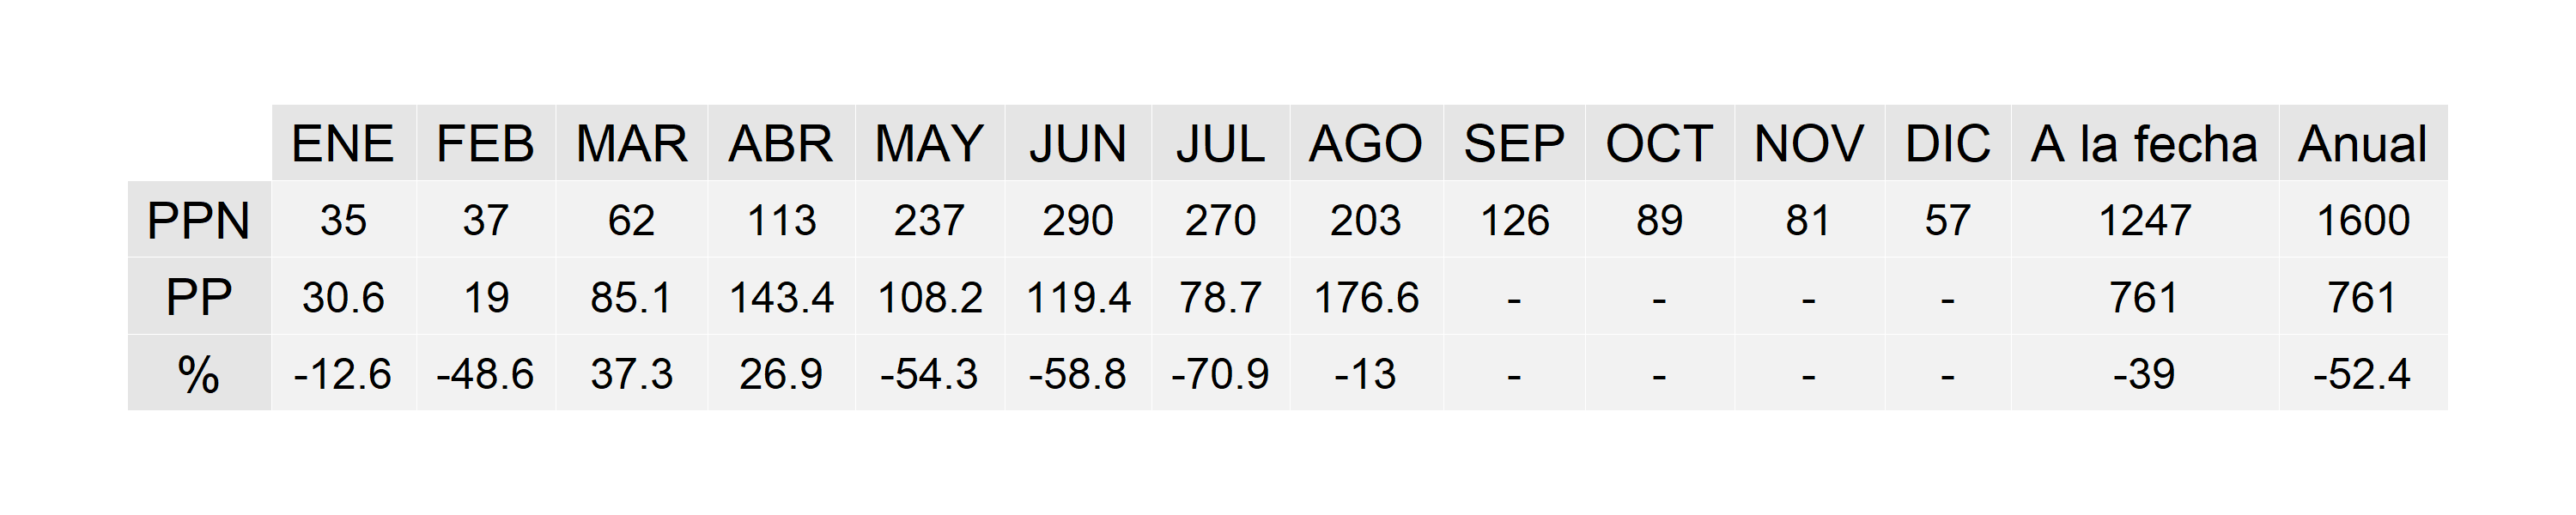 ENE FEB MAR ABR MAY JUN JUL AGO SEP OCT NOV DIC A la fecha Anual
PPN 35 37 62 113 237 290 270 203 126 89 81 57 1247 1600
PP 30.6 19 85.1 143.4 108.2 119.4 78.7 176.6 - - - - 761 761
% -12.6 -48.6 37.3 26.9 -54.3 -58.8 -70.9 -13 - - - - -39 -52.4